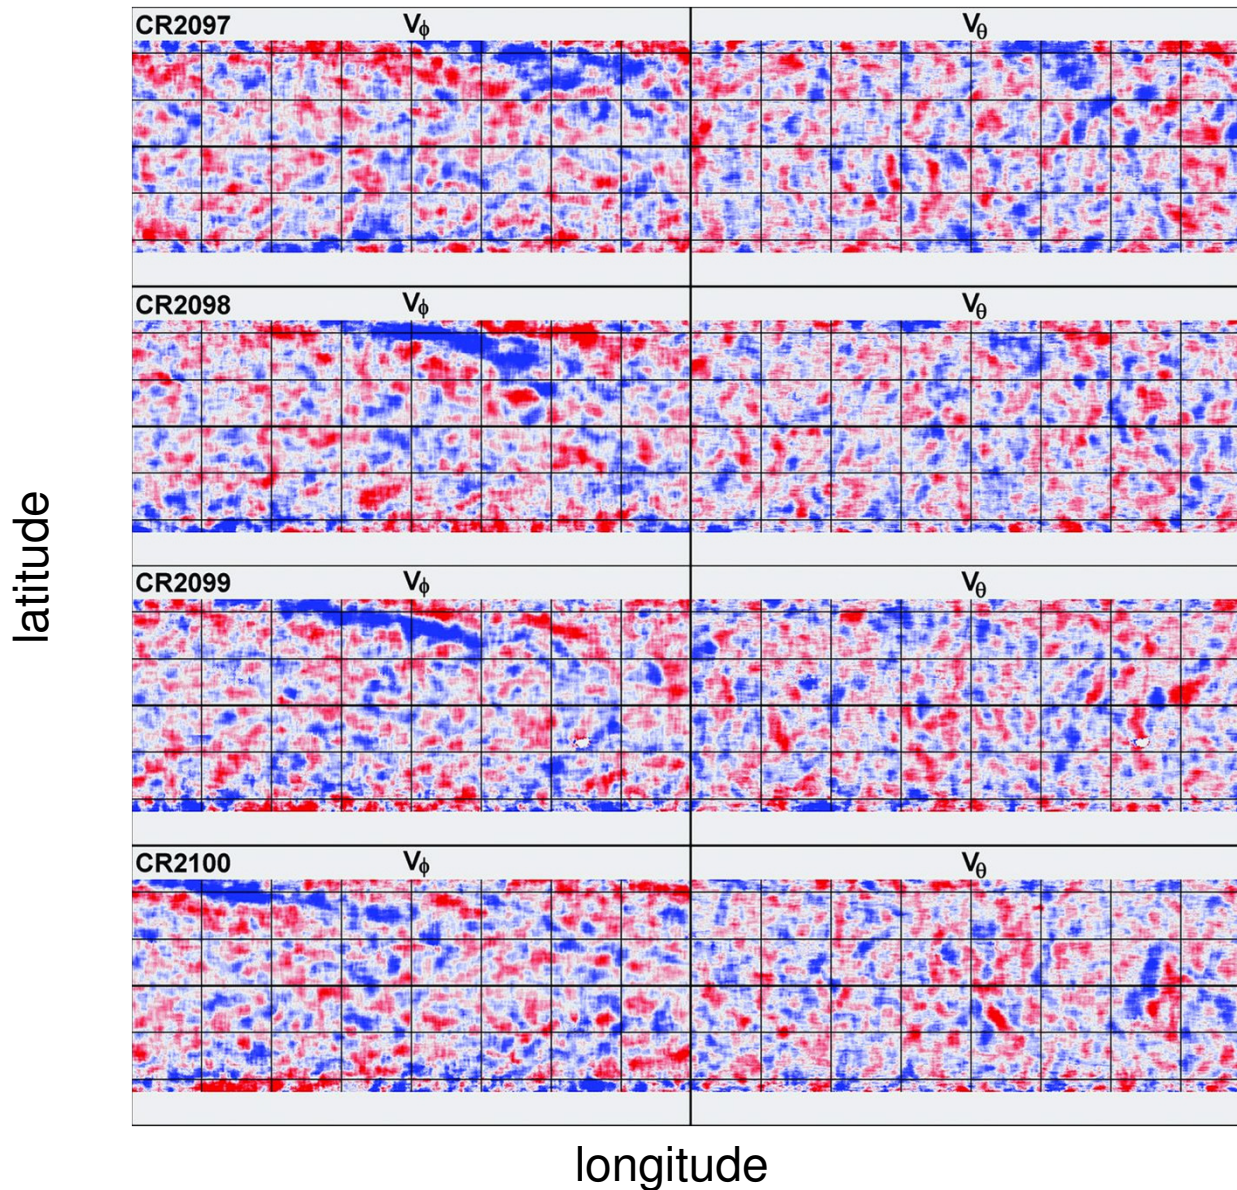 CR2097 Vϕ Vθ
CR2098 Vϕ Vθ
CR2099 Vϕ Vθ
CR2100 Vϕ Vθ
latitude
longitude